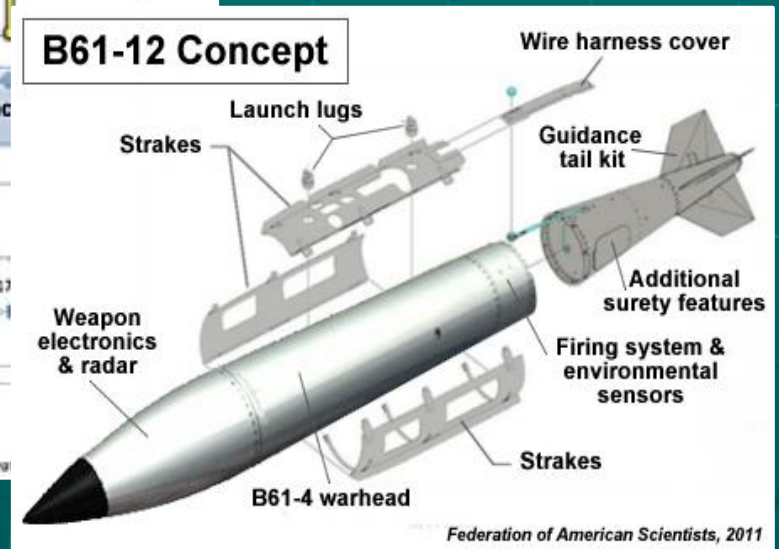 B61-12 Concept
Wire harness cover
Launch lugs
Strakes
Guidance
tail kit
Additional
surety features
Weapon
electronics
& radar
Firing system &
environmental
sensors
Strakes
B61-4 warhead
Federation of American Scientists, 2011